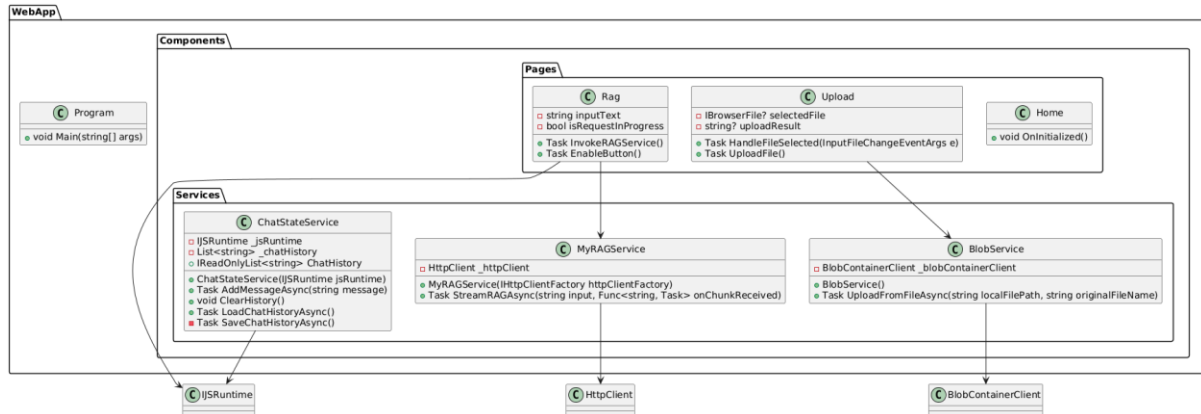 WebApp
Components
Pages
C Program
+ void Main(string[] args)
C Rag
string inputText
bool isRequestInProgress
Task InvokeRAGService()
Task EnableButton()
C Upload
IBrowserFile? selectedFile
string? uploadResult
Task HandleFileSelected(InputFileChangeEventArgs e)
Task UploadFile()
C Home
void OnInitialized()
Services
C ChatStateService
IJSRuntime _jsRuntime
List<string> _chatHistory
IReadOnlyList<string> ChatHistory
ChatStateService(IJSRuntime jsRuntime)
Task AddMessageAsync(string message)
void ClearHistory()
Task LoadChatHistoryAsync()
Task SaveChatHistoryAsync()
C MyRAGService
HttpClient _httpClient
MyRAGService(IHttpClientFactory httpClientFactory)
Task StreamRAGAsync(string input, Func<string, Task> onChunkReceived)
C BlobService
BlobContainerClient _blobContainerClient
BlobService()
Task UploadFromFileAsync(string localFilePath, string originalFileName)
C IJSRuntime
C HttpClient
C BlobContainerClient